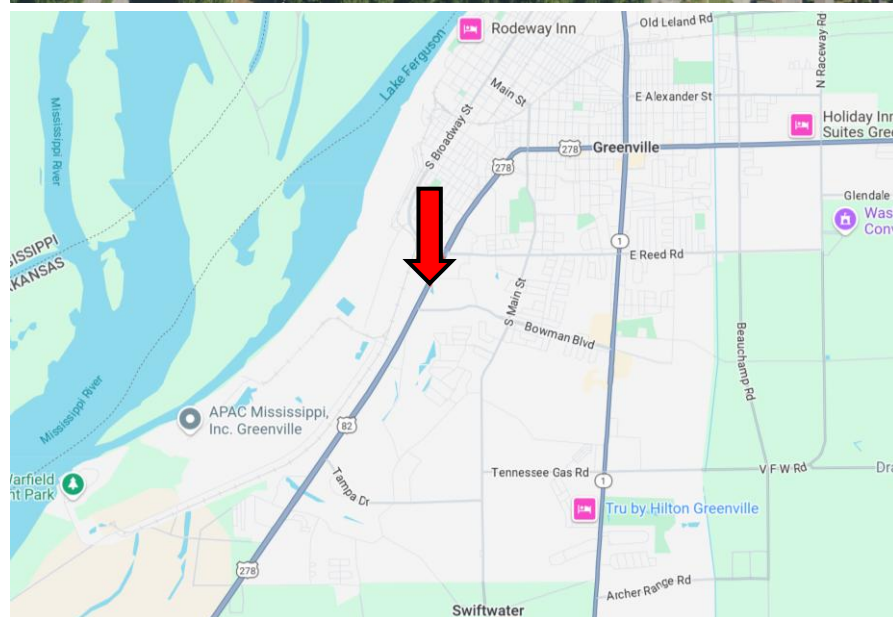 Old Leland Rd
Rodeway Inn
N Raceway Rd
Lake Ferguson
Main St
E Alexander St
Mississippi River
Holiday Inn
Suites Gree
S Broadway St
278
Greenville
278
Glendale
Was
Conv
SISSIPPI
KANSAS
1
E Reed Rd
S Main St
Bowman Blvd
Beauchamp Rd
Mississippi River
APAC Mississippi,
Inc. Greenville
82
Warfield
nt Park
Tampa Dr
Tennessee Gas Rd
1
V F W Rd
Dra
Tru by Hilton Greenville
278
Archer Range Rd
Swiftwater